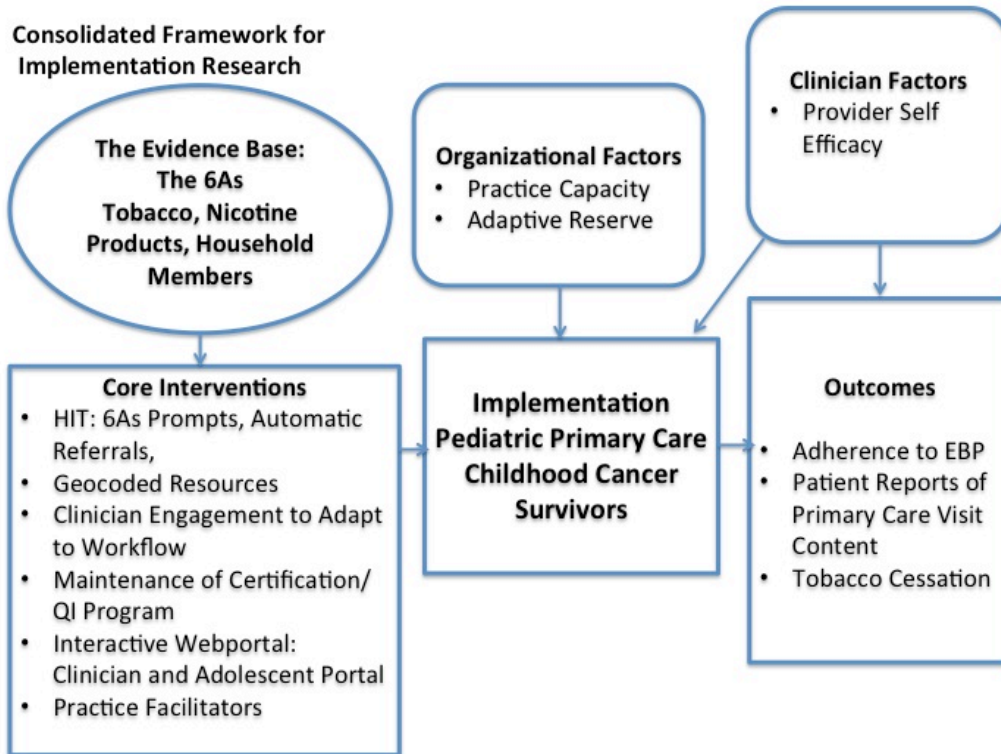 Consolidated Framework for
Implementation Research
The Evidence Base:
The 6As
Tobacco, Nicotine
Products, Household
Members
Organizational Factors
• Practice Capacity
• Adaptive Reserve
Clinician Factors
• Provider Self
Efficacy
Core Interventions
• HIT: 6As Prompts, Automatic
Referrals,
• Geocoded Resources
• Clinician Engagement to Adapt
to Workflow
• Maintenance of Certification/
QI Program
• Interactive Webportal:
Clinician and Adolescent Portal
• Practice Facilitators
Implementation
Pediatric Primary Care
Childhood Cancer
Survivors
Outcomes
• Adherence to EBP
• Patient Reports of
Primary Care Visit
Content
• Tobacco Cessation